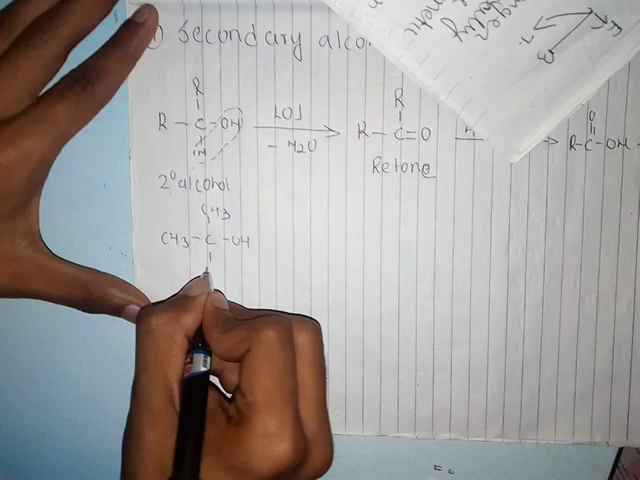 Secondary alco
R
R - C - OH [O] - H2O R - C = O R-C-OH
H
R
O
Ketone
2° alcohol
CH3
CH3 - C - OH